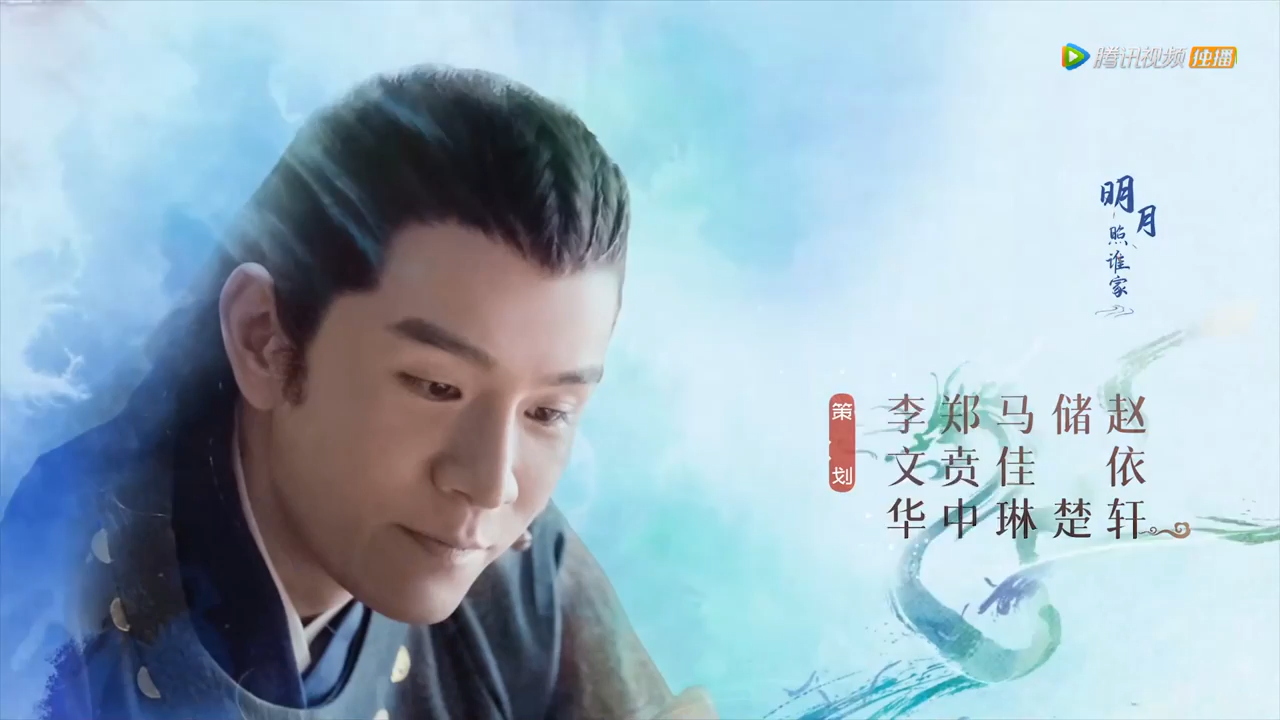 腾讯视频 独播
明月照谁家
策划
李文华
郑贲中
马佳琳
储楚
赵依轩